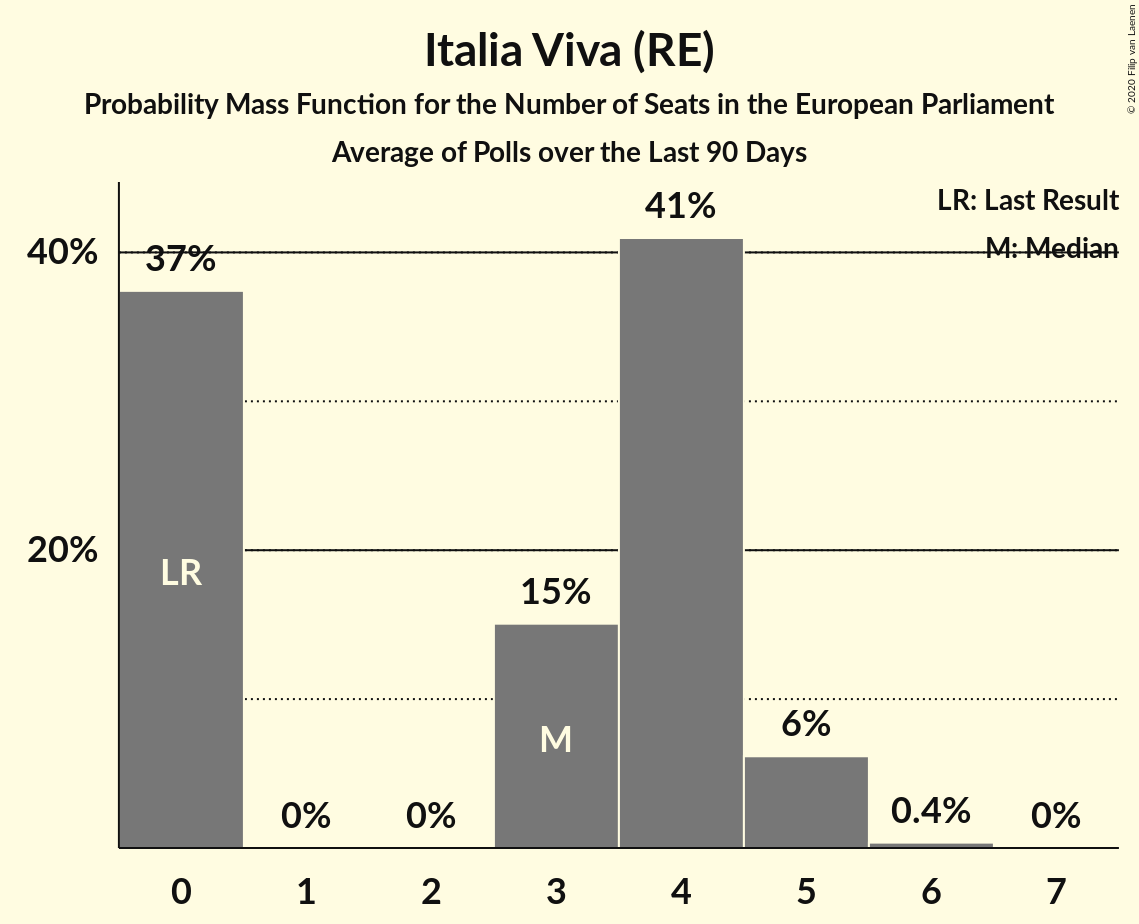 Italia Viva (RE)
Probability Mass Function for the Number of Seats in the European Parliament
Average of Polls over the Last 90 Days
© 2020 Filip van Laenen
LR: Last Result
M: Median
40%
20%
37%
0%
0%
15%
41%
6%
0.4%
0%
LR
M
0 1 2 3 4 5 6 7